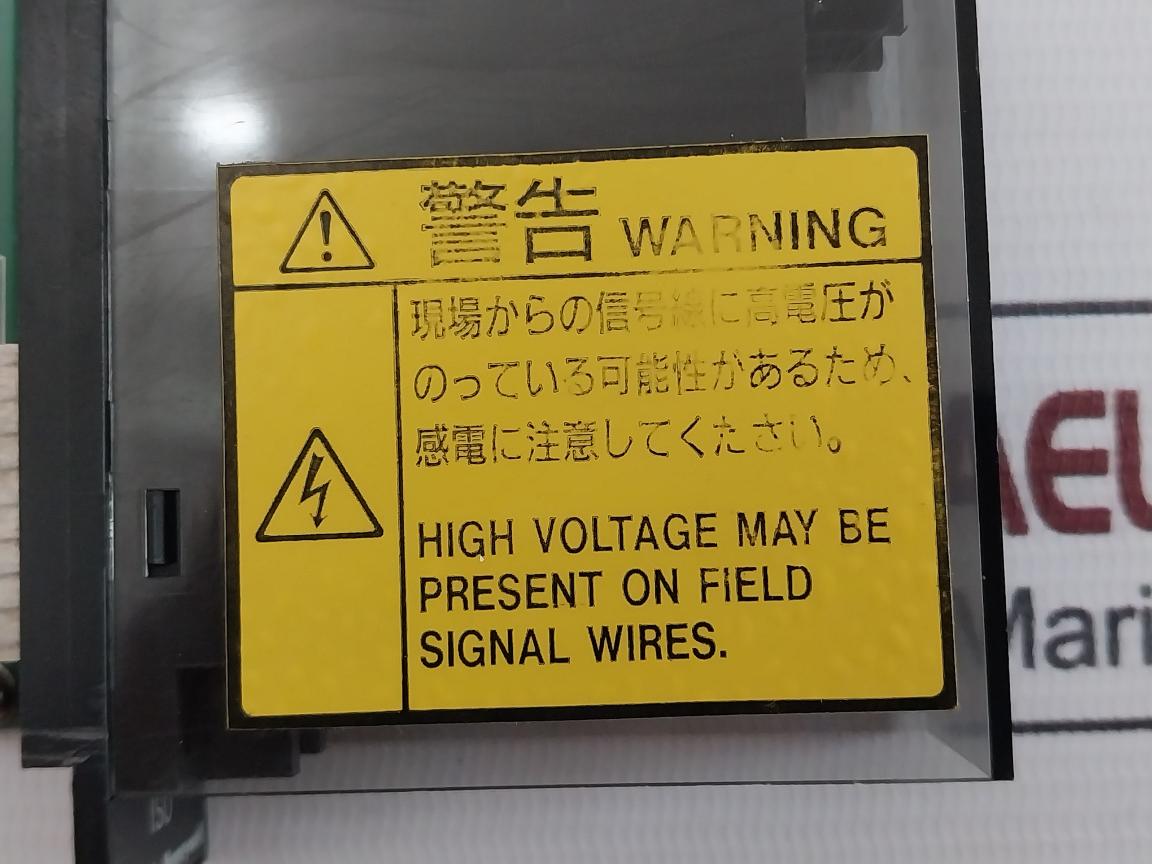 警告 WARNING
現場からの信号線に高電圧が
のっている可能性があるため、
感電に注意してください。
HIGH VOLTAGE MAY BE
PRESENT ON FIELD
SIGNAL WIRES.
AEU
Mari